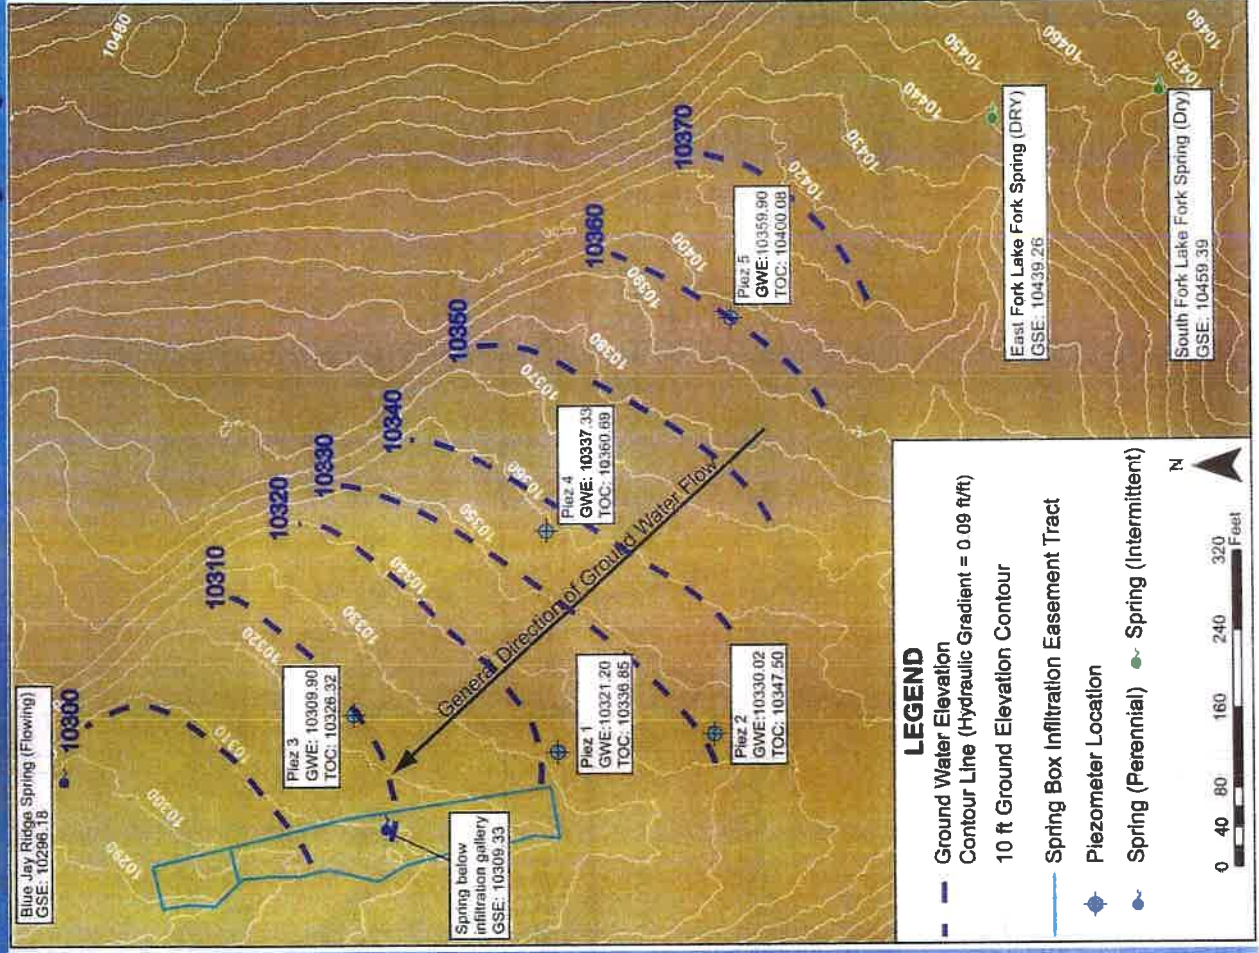 10480
Blue Jay Ridge Spring (Flowing)
GSE: 10296.18
10300
10310
10320
10330
10340
10350
10360
10370
10290
10300
10310
10320
10330
10340
10350
10360
10370
10380
10390
10400
10420
10430
10440
10450
10460
10470
10480
Piez 3
GWE: 10309.90
TOC: 10326.32
Spring below
infiltration gallery
GSE: 10309.33
Piez 1
GWE:10321.20
TOC: 10336.85
Piez 2
GWE:10330.02
TOC: 10347.50
Piez 4
GWE: 10337.33
TOC: 10360.69
Piez 5
GWE:10359.90
TOC: 10400.08
General Direction of Ground Water Flow
East Fork Lake Fork Spring (DRY)
GSE: 10439.26
South Fork Lake Fork Spring (Dry)
GSE: 10459.39
LEGEND
Ground Water Elevation
Contour Line (Hydraulic Gradient = 0.09 ft/ft)
10 ft Ground Elevation Contour
Spring Box Infiltration Easement Tract
Piezometer Location
Spring (Perennial)
Spring (Intermittent)
N
0 40 80 160 240 320
Feet